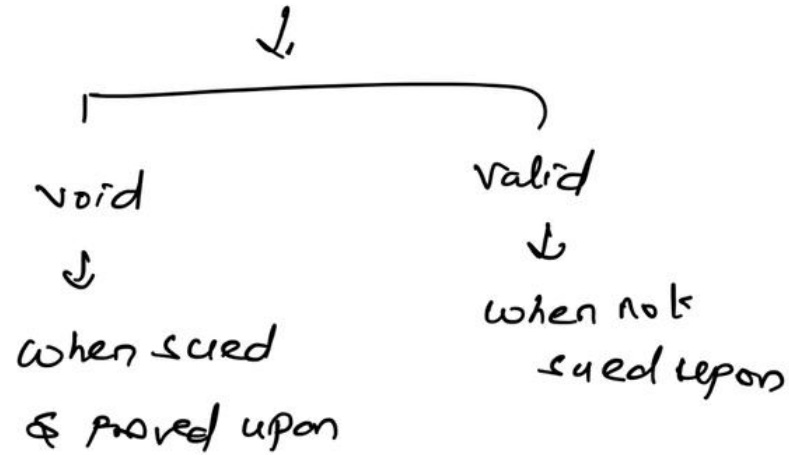 void
valid
when sued
& proved upon
when not
sued upon